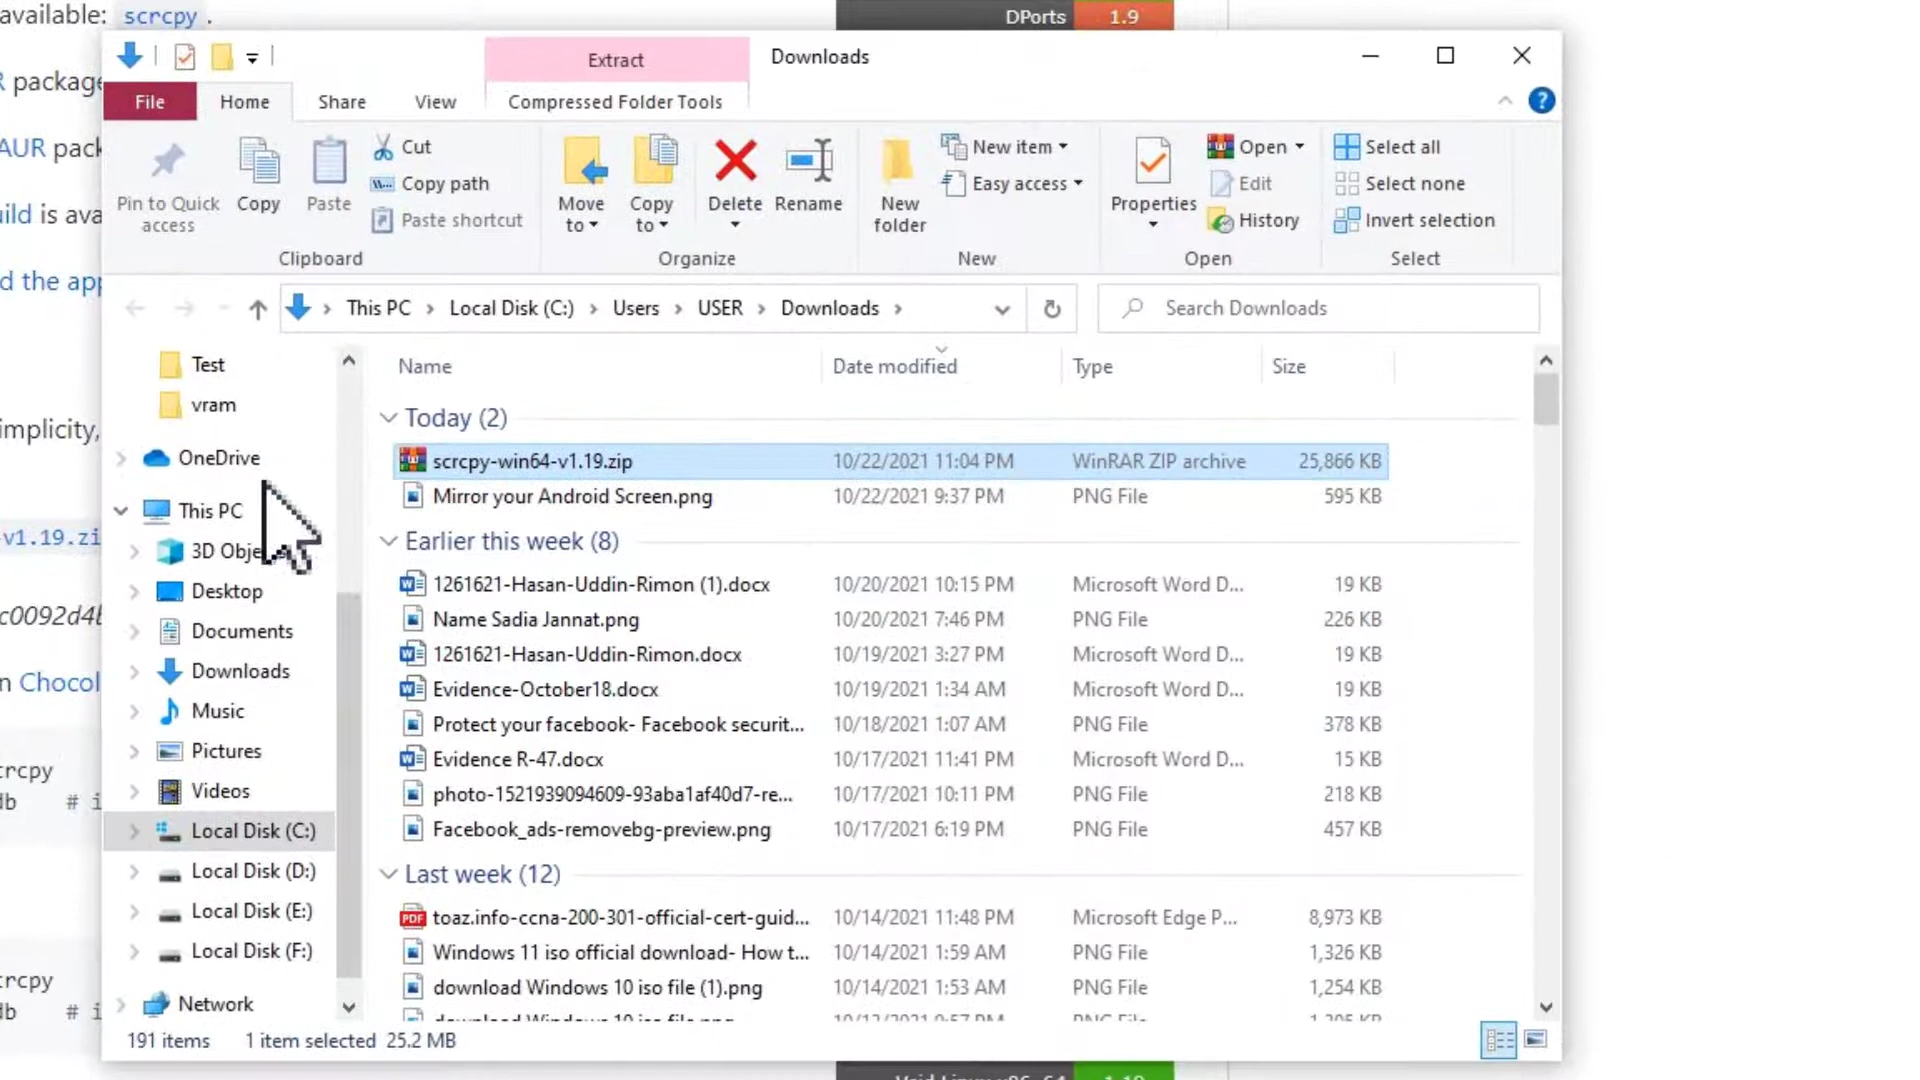 available: scrcpy .
DPorts 1.9
Extract
Downloads
R package
File
Home
Share
View
Compressed Folder Tools
AUR pack
Pin to Quick access
Copy
Paste
Cut
Copy path
Paste shortcut
Clipboard
Move to
Copy to
Delete
Rename
Organize
New folder
New item
Easy access
New
Properties
Open
Edit
History
Open
Select all
Select none
Invert selection
Select
uild is ava
d the app
This PC > Local Disk (C:) > Users > USER > Downloads >
Search Downloads
Test
vram
OneDrive
This PC
3D Obje
Desktop
Documents
Downloads
Music
Pictures
Videos
Local Disk (C:)
Local Disk (D:)
Local Disk (E:)
Local Disk (F:)
Network
implicity,
-v1.19.zi
c0092d4b
n Chocol
crcpy
db # i
crcpy
db # i
Name Date modified Type Size
Today (2)
scrcpy-win64-v1.19.zip 10/22/2021 11:04 PM WinRAR ZIP archive 25,866 KB
Mirror your Android Screen.png 10/22/2021 9:37 PM PNG File 595 KB
Earlier this week (8)
1261621-Hasan-Uddin-Rimon (1).docx 10/20/2021 10:15 PM Microsoft Word D... 19 KB
Name Sadia Jannat.png 10/20/2021 7:46 PM PNG File 226 KB
1261621-Hasan-Uddin-Rimon.docx 10/19/2021 3:27 PM Microsoft Word D... 19 KB
Evidence-October18.docx 10/19/2021 1:34 AM Microsoft Word D... 19 KB
Protect your facebook- Facebook securit... 10/18/2021 1:07 AM PNG File 378 KB
Evidence R-47.docx 10/17/2021 11:41 PM Microsoft Word D... 15 KB
photo-1521939094609-93aba1af40d7-re... 10/17/2021 10:11 PM PNG File 218 KB
Facebook_ads-removebg-preview.png 10/17/2021 6:19 PM PNG File 457 KB
Last week (12)
toaz.info-ccna-200-301-official-cert-guid... 10/14/2021 11:48 PM Microsoft Edge P... 8,973 KB
Windows 11 iso official download- How t... 10/14/2021 1:59 AM PNG File 1,326 KB
download Windows 10 iso file (1).png 10/14/2021 1:53 AM PNG File 1,254 KB
191 items 1 item selected 25.2 MB